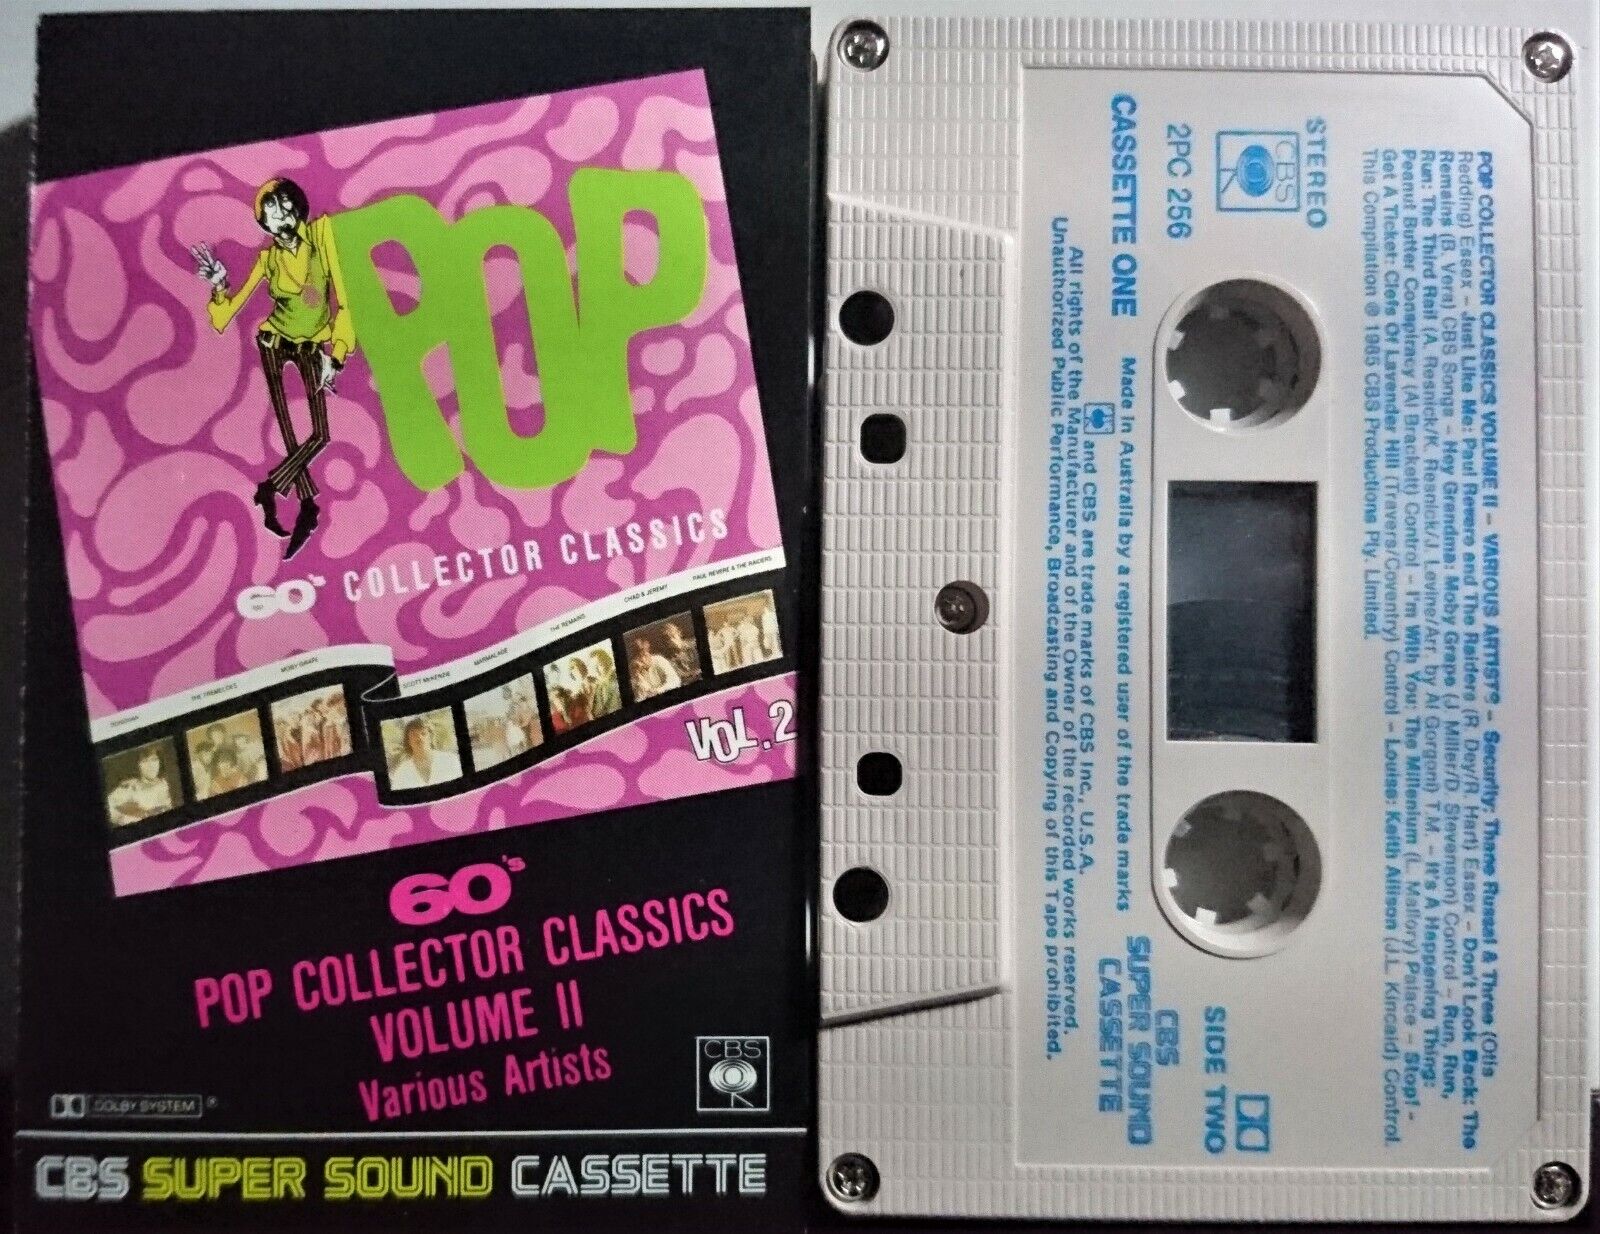 POP
60's COLLECTOR CLASSICS
DONOVAN
THE TREMELOES
MOBY GRAPE
SCOTT McKENZIE
MARMALADE
THE REMAINS
CHAD & JEREMY
PAUL REVERE & THE RAIDERS
VOL.2
60's
POP COLLECTOR CLASSICS
VOLUME II
Various Artists
CBS
DOLBY SYSTEM ®
CBS SUPER SOUND CASSETTE
POP COLLECTOR CLASSICS VOLUME II – VARIOUS ARTISTS – Security: Thane Russal & Three (Otis
Redding) Essex – Just Like Me: Paul Revere and The Raiders (R. Dey/R. Hart) Essex – Don't Look Back: The
Remains (B. Vera) CBS Songs – Hey Grandma: Moby Grape (J. Miller/D. Stevenson) Control – Run, Run,
Run: The Third Rail (A. Resnick/K. Resnick/J. Levine/Arr. by Al Gorgoni) T.M. – It's A Happening Thing:
Peanut Butter Conspiracy (Al Brackett) Control – I'm With You: The Millenium (L. Mallory) Palace – Stop! –
Get A Ticket: Clefs Of Lavender Hill (Travere/Coventry) Control – Louise: Keith Allison (J.L. Kincaid) Control.
This Compilation ℗ 1985 CBS Productions Pty. Limited.
STEREO
CBS
2PC 256
SIDE TWO
CASSETTE ONE
CBS
SUPER SOUND
CASSETTE
Made In Australia by a registered user of the trade marks
and CBS are trade marks of CBS Inc., U.S.A.
All rights of the Manufacturer and of the Owner of the recorded works reserved.
Unauthorized Public Performance, Broadcasting and Copying of this Tape prohibited.